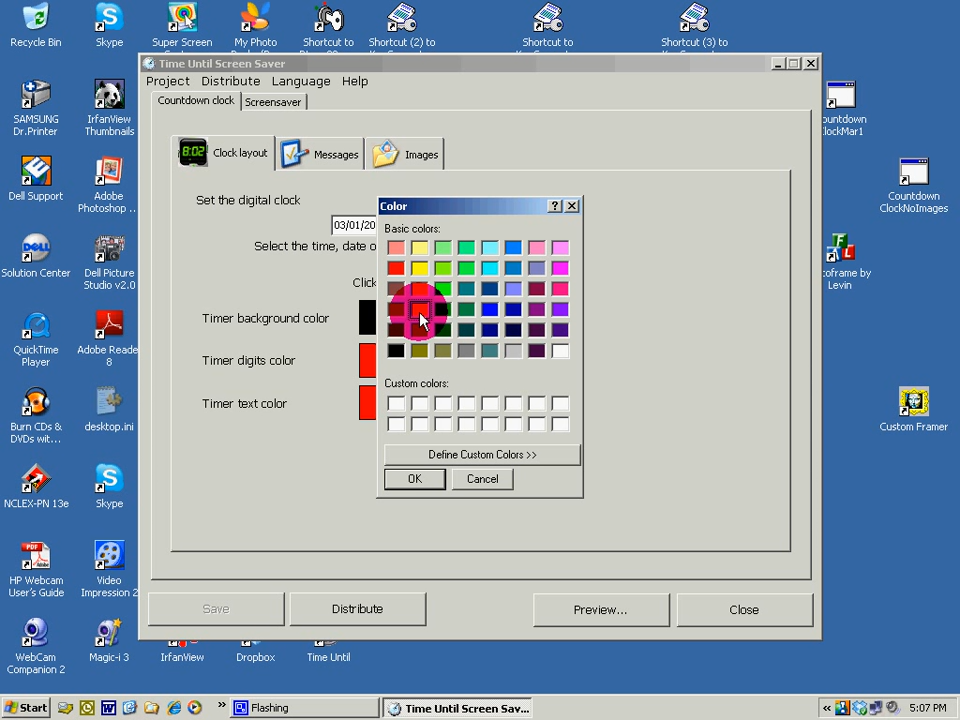 Recycle Bin
Skype
Super Screen
My Photo
Shortcut to
Shortcut (2) to
Shortcut to
Shortcut (3) to
Time Until Screen Saver
Project Distribute Language Help
Countdown clock Screensaver
SAMSUNG
Dr.Printer
IrfanView
Thumbnails
8:02 Clock layout Messages Images
Dell Support
Adobe
Photoshop ..
Countdown
ClockNoImages
Set the digital clock
03/01/20
Select the time, date o
Click
Timer background color
Timer digits color
Timer text color
Color
Basic colors:
Custom colors:
Define Custom Colors >>
OK Cancel
DELL
Solution Center
Dell Picture
Studio v2.0
oframe by
Levin
QuickTime
Player
Adobe Reade
8
Burn CDs &
DVDs wit...
desktop.ini
Custom Framer
NCLEX-PN 13e
Skype
PDF
HP Webcam
User's Guide
Video
Impression 2
Save Distribute Preview... Close
WebCam
Companion 2
Magic-i 3
IrfanView
Dropbox
Time Until
Start » Flashing Time Until Screen Sav... « 5:07 PM